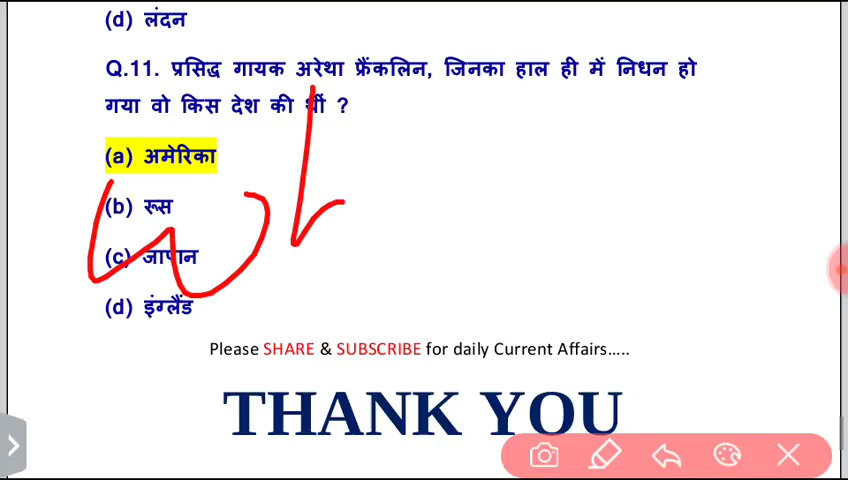 (d) लंदन
Q.11. प्रसिद्ध गायक अरेथा फ्रैंकलिन, जिनका हाल ही में निधन हो
गया वो किस देश की थीं ?
(a) अमेरिका
(b) रूस
(c) जापान
(d) इंग्लैंड
Please SHARE & SUBSCRIBE for daily Current Affairs.....
THANK YOU